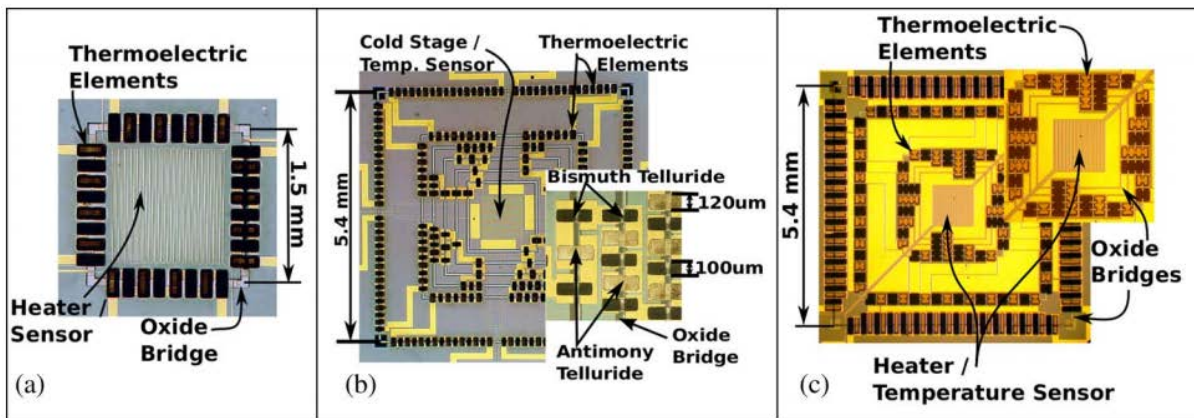 Thermoelectric
Elements
1.5 mm
Heater
Sensor
Oxide
Bridge
(a)
Cold Stage /
Temp. Sensor
Thermoelectric
Elements
5.4 mm
Bismuth Telluride
120um
100um
Antimony
Telluride
Oxide
Bridge
(b)
Thermoelectric
Elements
5.4 mm
Oxide
Bridges
Heater /
Temperature Sensor
(c)